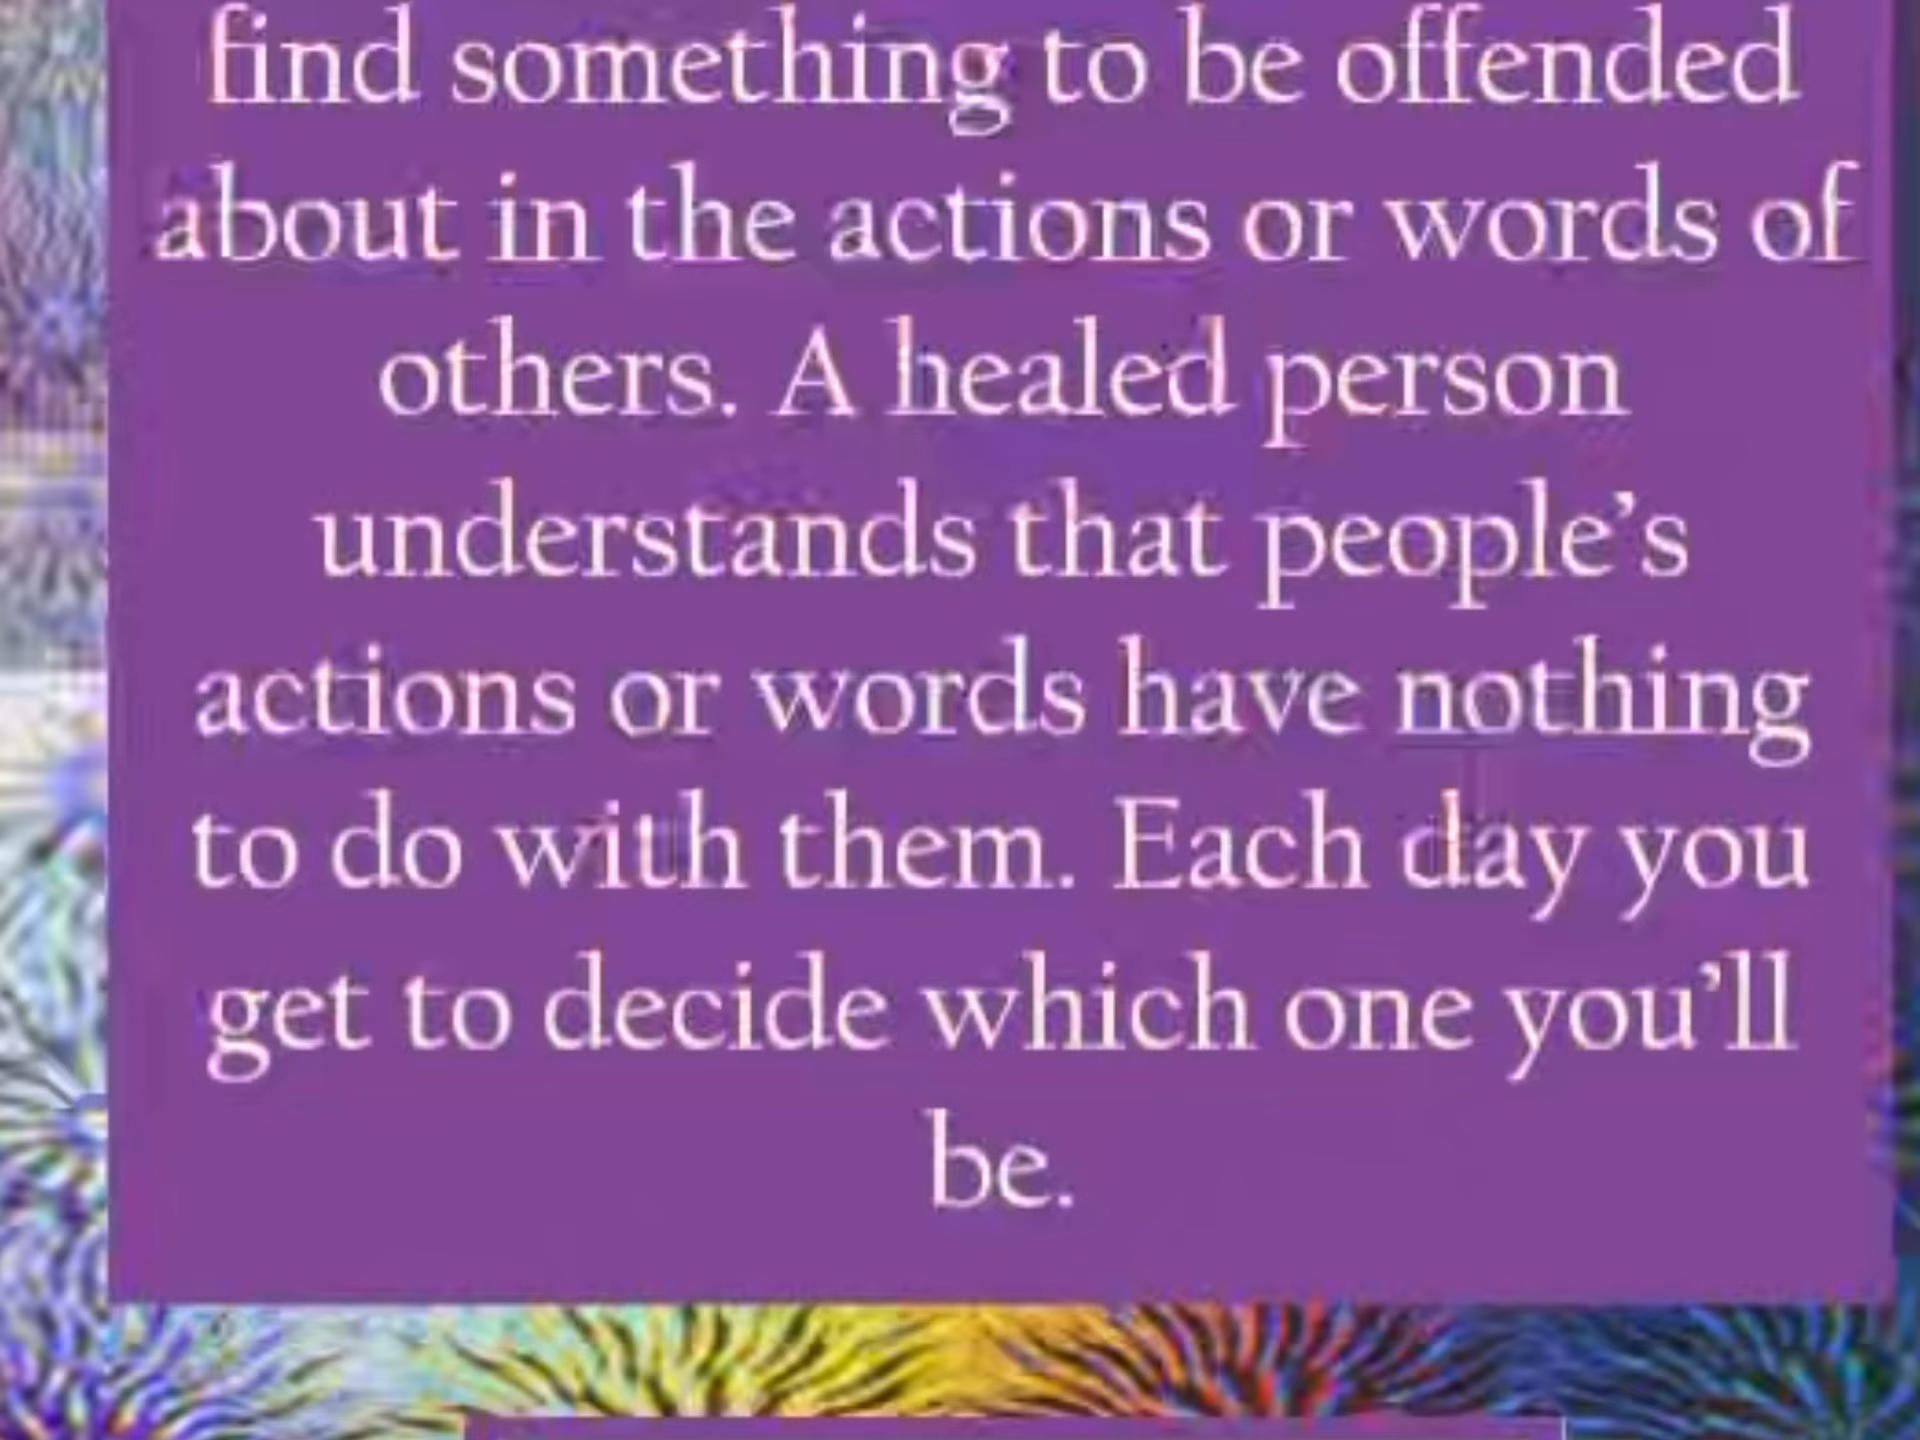 find something to be offended
about in the actions or words of
others. A healed person
understands that people’s
actions or words have nothing
to do with them. Each day you
get to decide which one you’ll
be.